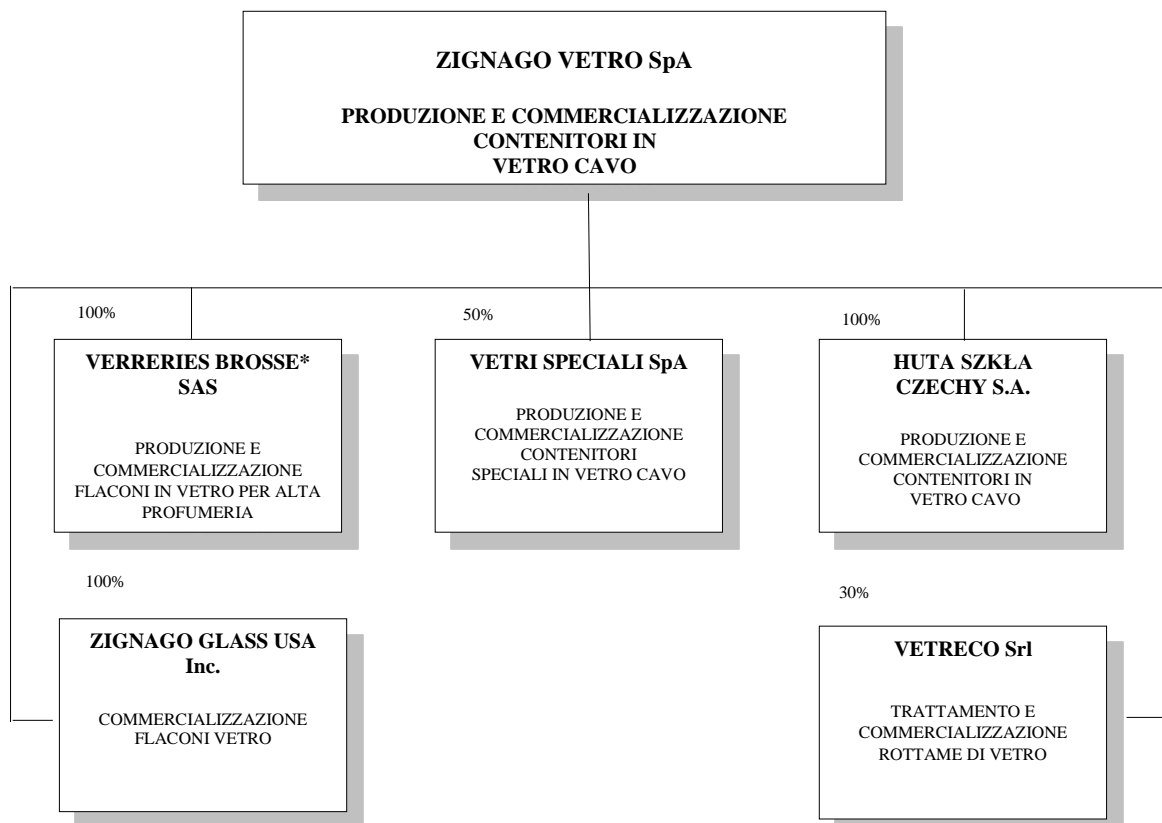 ZIGNAGO VETRO SpA
PRODUZIONE E COMMERCIALIZZAZIONE
CONTENITORI IN
VETRO CAVO
100%
VERRERIES BROSSE*
SAS
PRODUZIONE E
COMMERCIALIZZAZIONE
FLACONI IN VETRO PER ALTA
PROFUMERIA
50%
VETRI SPECIALI SpA
PRODUZIONE E
COMMERCIALIZZAZIONE
CONTENITORI
SPECIALI IN VETRO CAVO
100%
HUTA SZKŁA
CZECHY S.A.
PRODUZIONE E
COMMERCIALIZZAZIONE
CONTENITORI IN
VETRO CAVO
100%
ZIGNAGO GLASS USA
Inc.
COMMERCIALIZZAZIONE
FLACONI VETRO
30%
VETRECO Srl
TRATTAMENTO E
COMMERCIALIZZAZIONE
ROTTAME DI VETRO